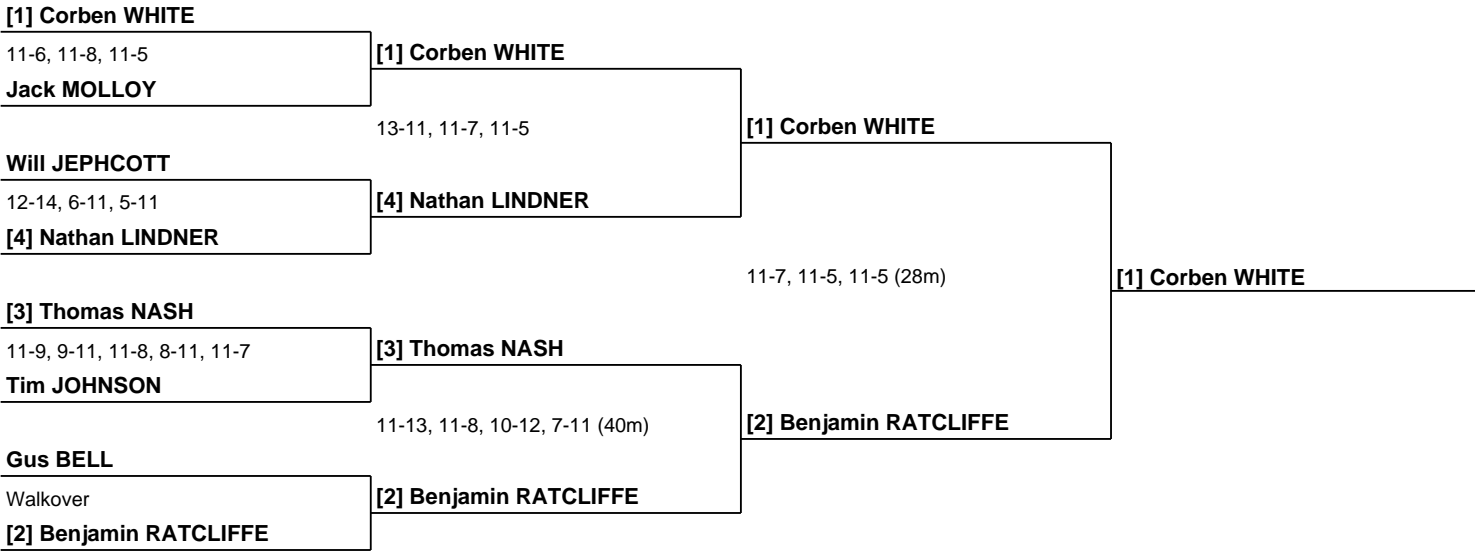 [1] Corben WHITE
11-6, 11-8, 11-5
[1] Corben WHITE
Jack MOLLOY
13-11, 11-7, 11-5
[1] Corben WHITE
Will JEPHCOTT
12-14, 6-11, 5-11
[4] Nathan LINDNER
[4] Nathan LINDNER
11-7, 11-5, 11-5 (28m)
[1] Corben WHITE
[3] Thomas NASH
11-9, 9-11, 11-8, 8-11, 11-7
[3] Thomas NASH
Tim JOHNSON
11-13, 11-8, 10-12, 7-11 (40m)
[2] Benjamin RATCLIFFE
Gus BELL
Walkover
[2] Benjamin RATCLIFFE
[2] Benjamin RATCLIFFE